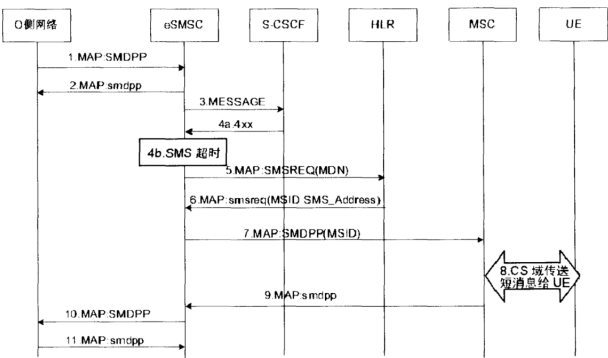 O侧网络
eSMSC
S-CSCF
HLR
MSC
UE
1.MAP:SMDPP
2.MAP:smdpp
3.MESSAGE
4a.4xx
4b.SMS 超时
5.MAP:SMSREQ(MDN)
6.MAP:smsreq(MSID SMS_Address)
7.MAP:SMDPP(MSID)
8.CS 域传送
短消息给 UE
9.MAP:smdpp
10.MAP:SMDPP
11.MAP:smdpp